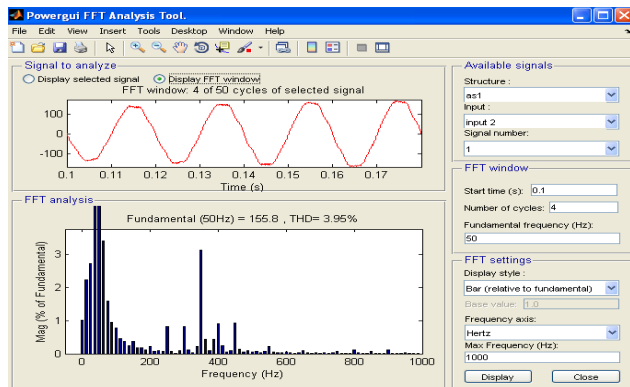 Powergui FFT Analysis Tool.
File Edit View Insert Tools Desktop Window Help
Signal to analyze
Display selected signal
Display FFT window
FFT window: 4 of 50 cycles of selected signal
100
0
-100
0.1 0.11 0.12 0.13 0.14 0.15 0.16 0.17
Time (s)
FFT analysis
Fundamental (50Hz) = 155.8 , THD= 3.95%
Mag (% of Fundamental)
3
2
1
0
0 200 400 600 800 1000
Frequency (Hz)
Available signals
Structure :
as1
Input :
input 2
Signal number:
1
FFT window
Start time (s): 0.1
Number of cycles: 4
Fundamental frequency (Hz):
50
FFT settings
Display style :
Bar (relative to fundamental)
Base value: 1.0
Frequency axis:
Hertz
Max Frequency (Hz):
1000
Display Close